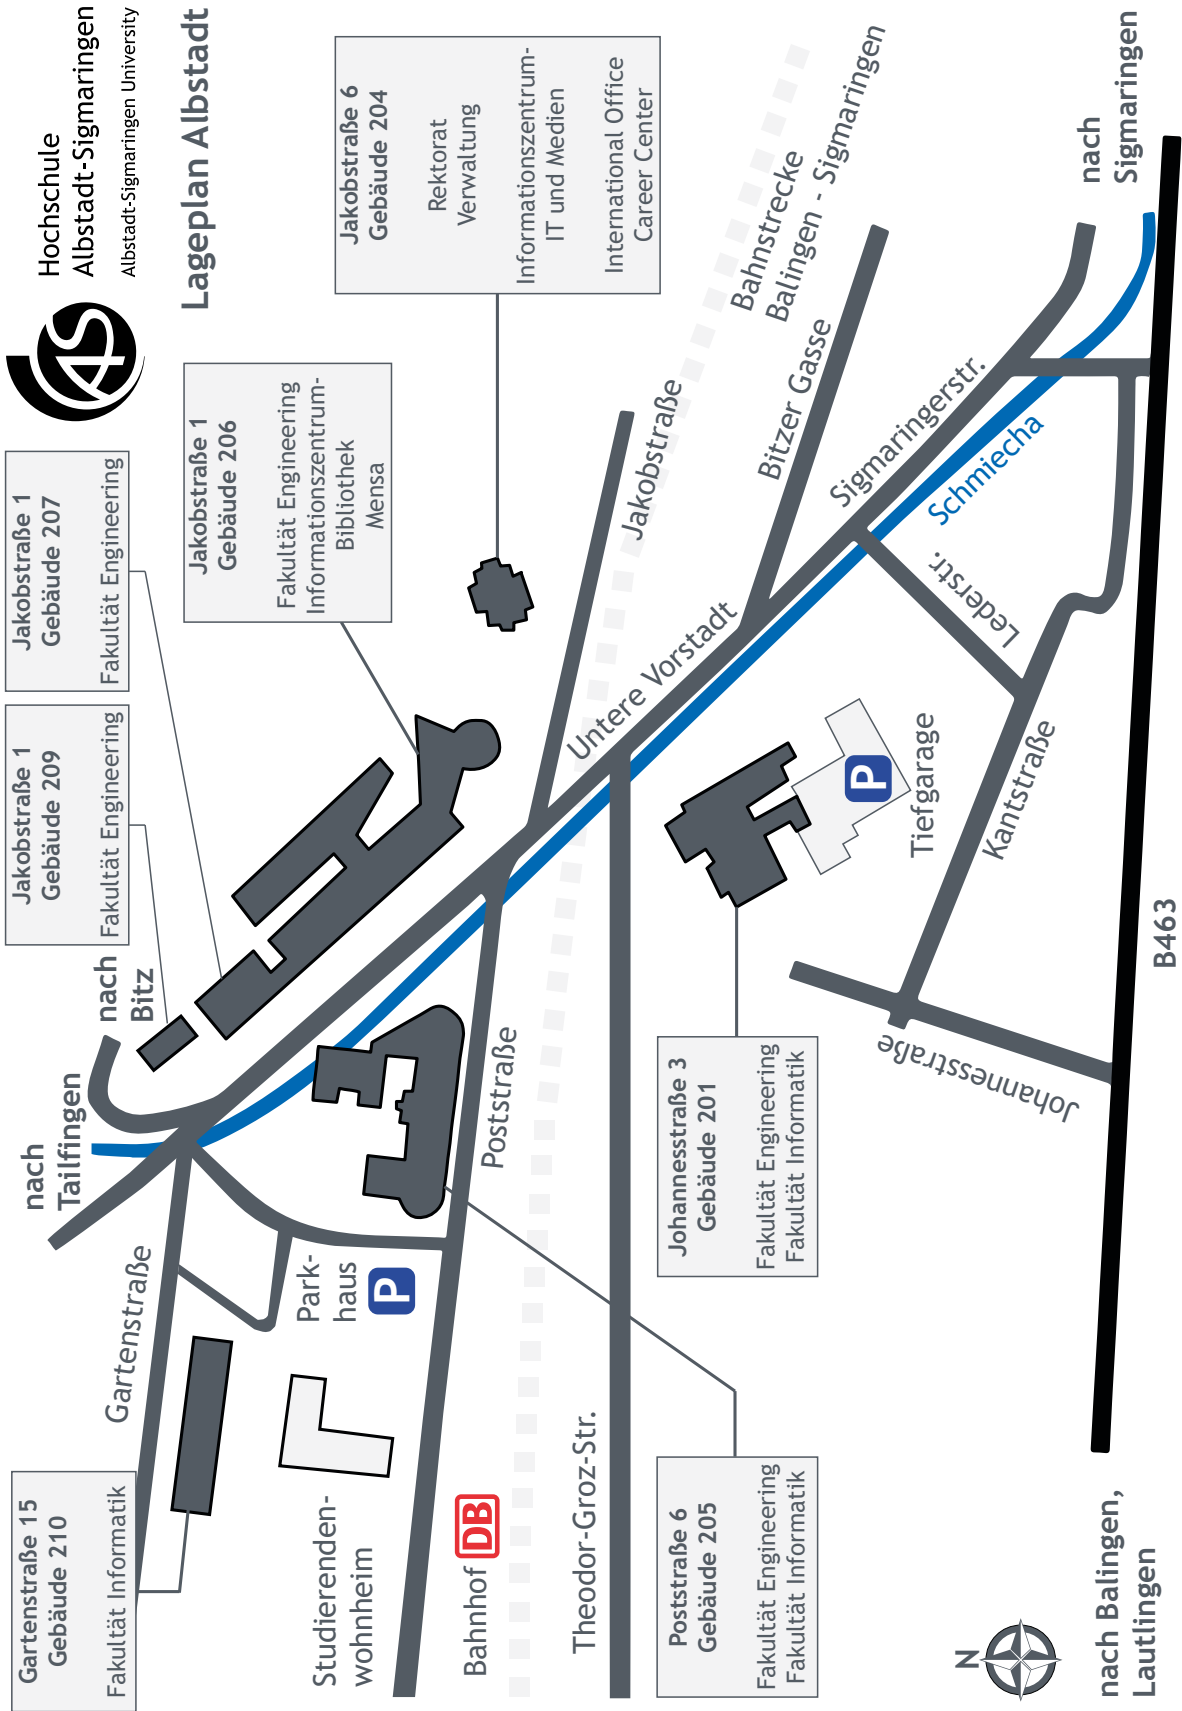 Hochschule
Albstadt-Sigmaringen
Albstadt-Sigmaringen University
Lageplan Albstadt
Gartenstraße 15
Gebäude 210
Fakultät Informatik
Jakobstraße 1
Gebäude 209
Fakultät Engineering
Jakobstraße 1
Gebäude 207
Fakultät Engineering
Jakobstraße 1
Gebäude 206
Fakultät Engineering
Informationszentrum-
Bibliothek
Mensa
Jakobstraße 6
Gebäude 204
Rektorat
Verwaltung
Informationszentrum-
IT und Medien
International Office
Career Center
nach
Tailfingen
nach
Bitz
Gartenstraße
Park-
haus
P
Studierenden-
wohnheim
Bahnhof
DB
Poststraße
Jakobstraße
Bahnstrecke
Balingen - Sigmaringen
Untere Vorstadt
Bitzer Gasse
Sigmaringerstr.
Schmiecha
Lederstr.
Theodor-Groz-Str.
Poststraße 6
Gebäude 205
Fakultät Engineering
Fakultät Informatik
Johannesstraße 3
Gebäude 201
Fakultät Engineering
Fakultät Informatik
P
Tiefgarage
Kantstraße
Johannesstraße
nach
Sigmaringen
B463
N
nach Balingen,
Lautlingen